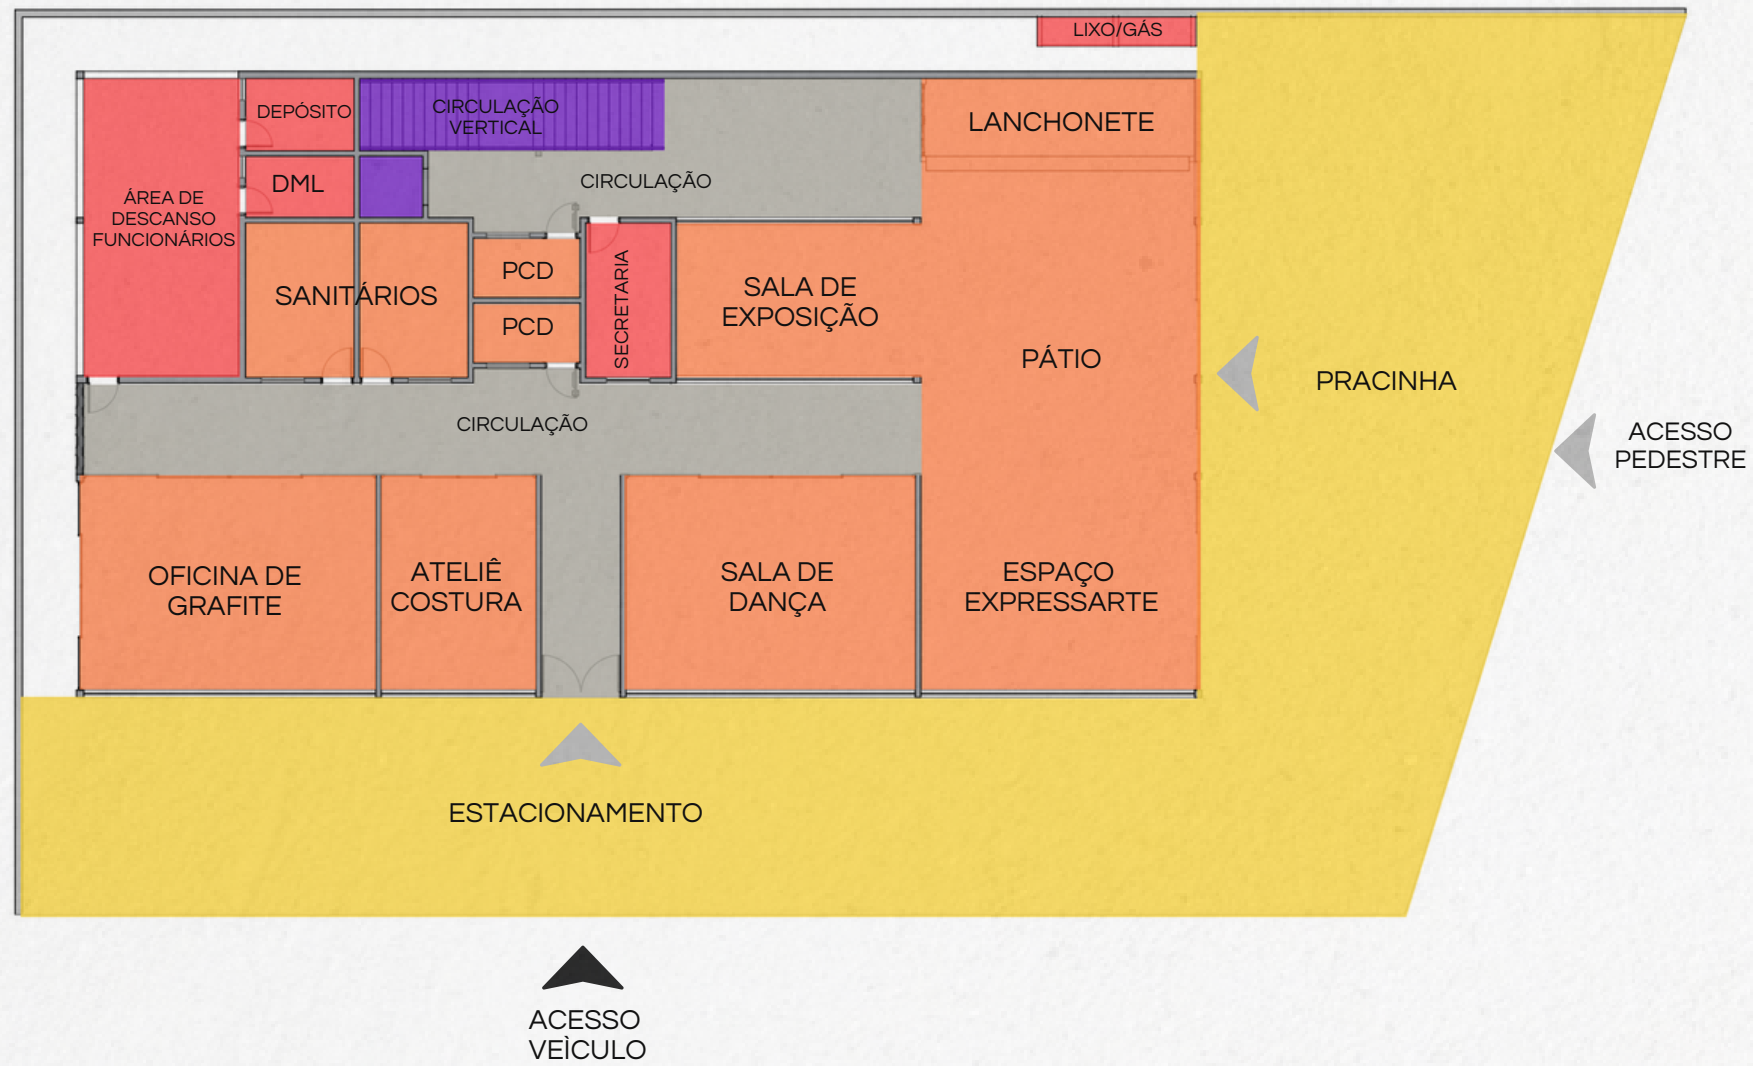 LIXO/GÁS
DEPÓSITO
CIRCULAÇÃO
VERTICAL
LANCHONETE
DML
CIRCULAÇÃO
ÁREA DE
DESCANSO
FUNCIONÁRIOS
SANITÁRIOS
PCD
PCD
SECRETARIA
SALA DE
EXPOSIÇÃO
PÁTIO
PRACINHA
ACESSO
PEDESTRE
CIRCULAÇÃO
OFICINA DE
GRAFITE
ATELIÊ
COSTURA
SALA DE
DANÇA
ESPAÇO
EXPRESSARTE
ESTACIONAMENTO
ACESSO
VEÌCULO